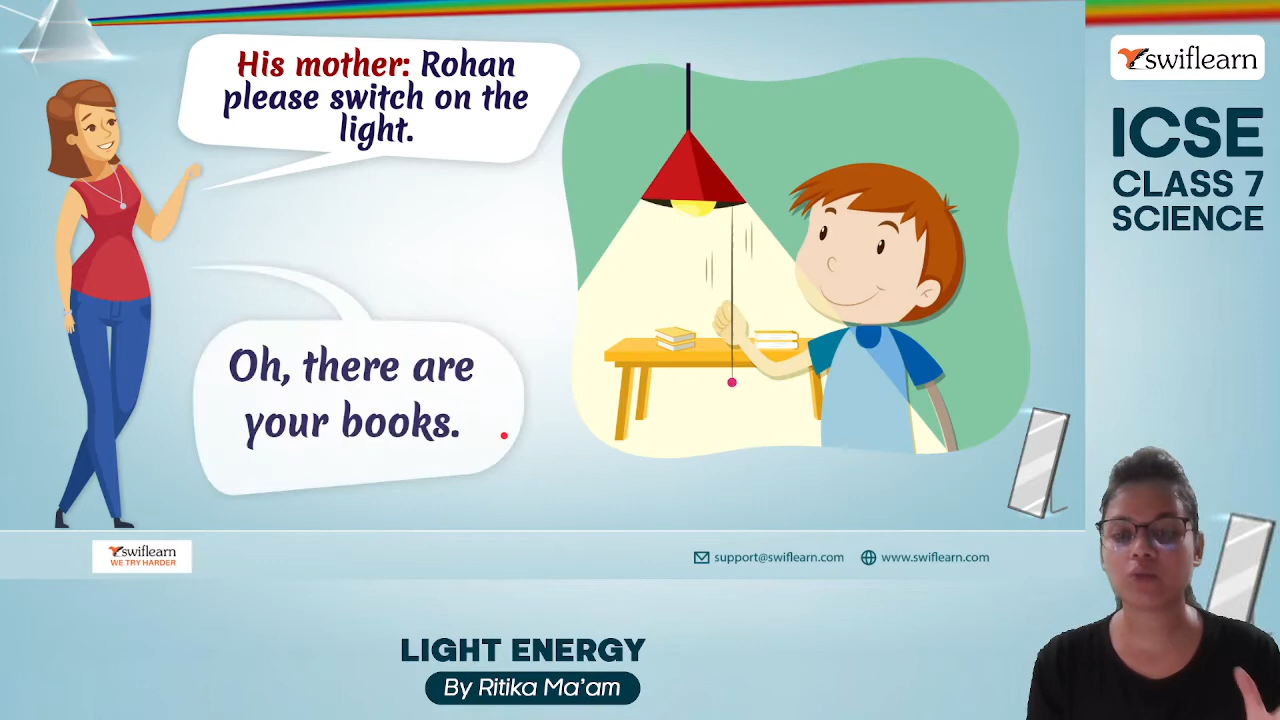 His mother: Rohan
please switch on the
light.
Oh, there are
your books.
swiflearn
ICSE
CLASS 7
SCIENCE
swiflearn
WE TRY HARDER
support@swiflearn.com
www.swiflearn.com
LIGHT ENERGY
By Ritika Ma'am